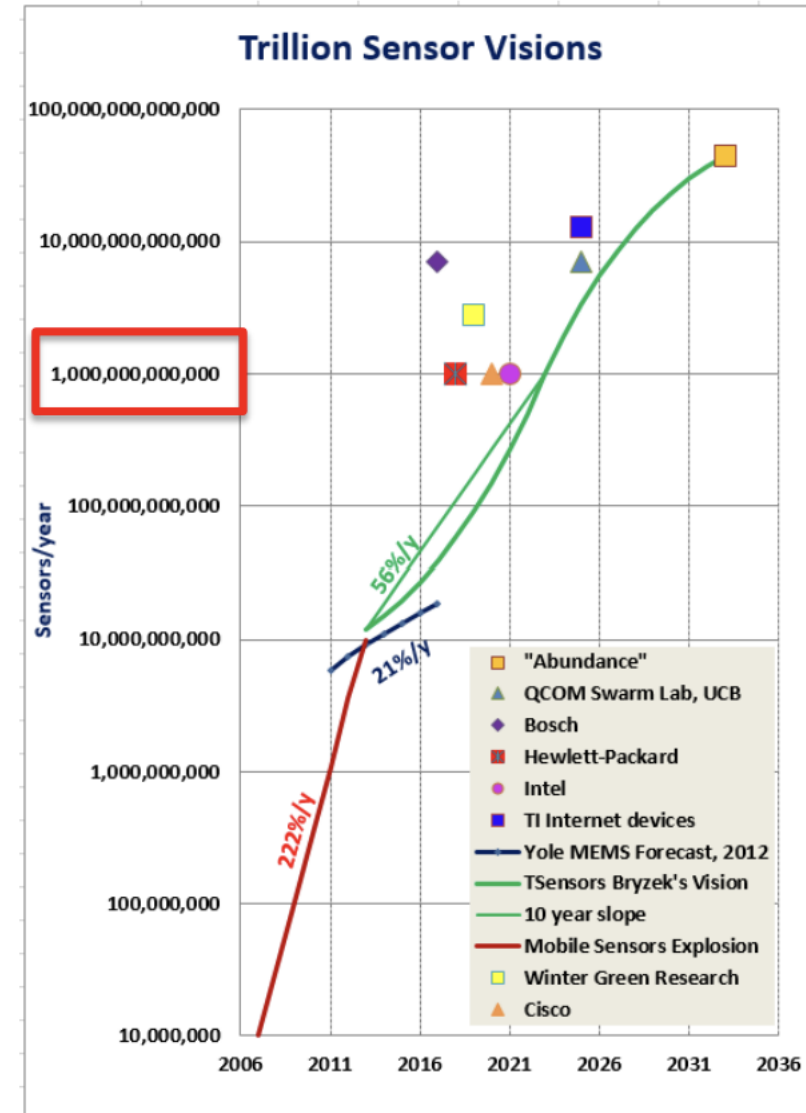 Trillion Sensor Visions
100,000,000,000,000
10,000,000,000,000
1,000,000,000,000
100,000,000,000
10,000,000,000
1,000,000,000
100,000,000
10,000,000
Sensors/year
56%/y
21%/y
222%/y
"Abundance"
QCOM Swarm Lab, UCB
Bosch
Hewlett-Packard
Intel
TI Internet devices
Yole MEMS Forecast, 2012
TSensors Bryzek's Vision
10 year slope
Mobile Sensors Explosion
Winter Green Research
Cisco
2006 2011 2016 2021 2026 2031 2036